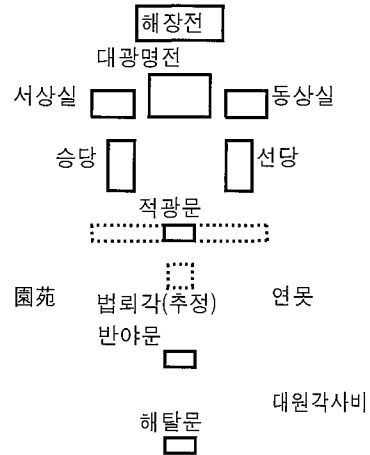 해장전
대광명전
서상실
동상실
승당
선당
적광문
園苑
법뢰각(추정)
연못
반야문
대원각사비
해탈문